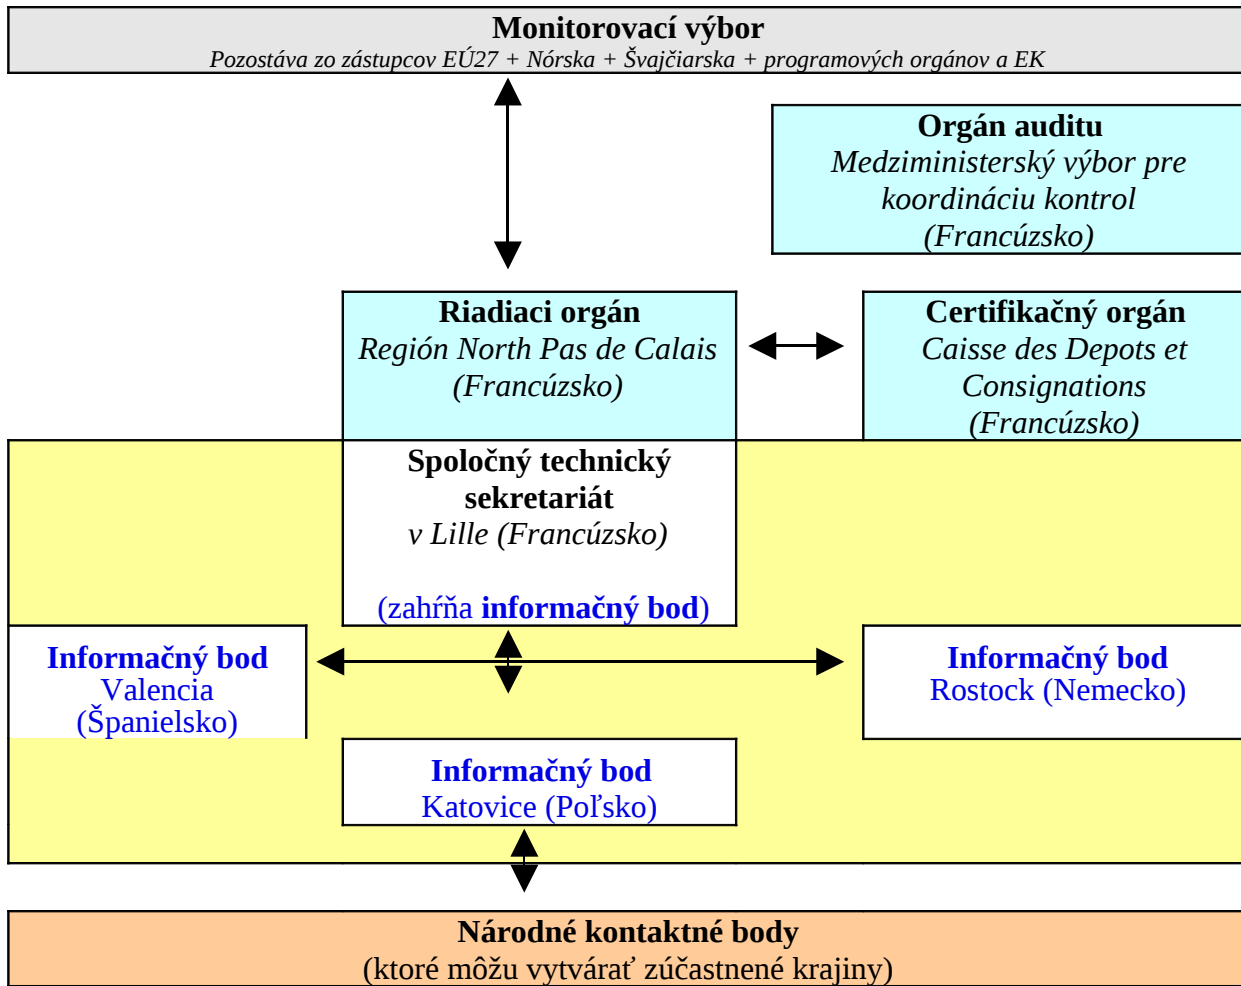 Monitorovací výbor
Pozostáva zo zástupcov EÚ27 + Nórska + Švajčiarska + programových orgánov a EK
Orgán auditu
Medziministerský výbor pre
koordináciu kontrol
(Francúzsko)
Riadiaci orgán
Región North Pas de Calais
(Francúzsko)
Certifikačný orgán
Caisse des Depots et
Consignations
(Francúzsko)
Spoločný technický
sekretariát
v Lille (Francúzsko)
(zahŕňa informačný bod)
Informačný bod
Valencia
(Španielsko)
Informačný bod
Rostock (Nemecko)
Informačný bod
Katovice (Poľsko)
Národné kontaktné body
(ktoré môžu vytvárať zúčastnené krajiny)